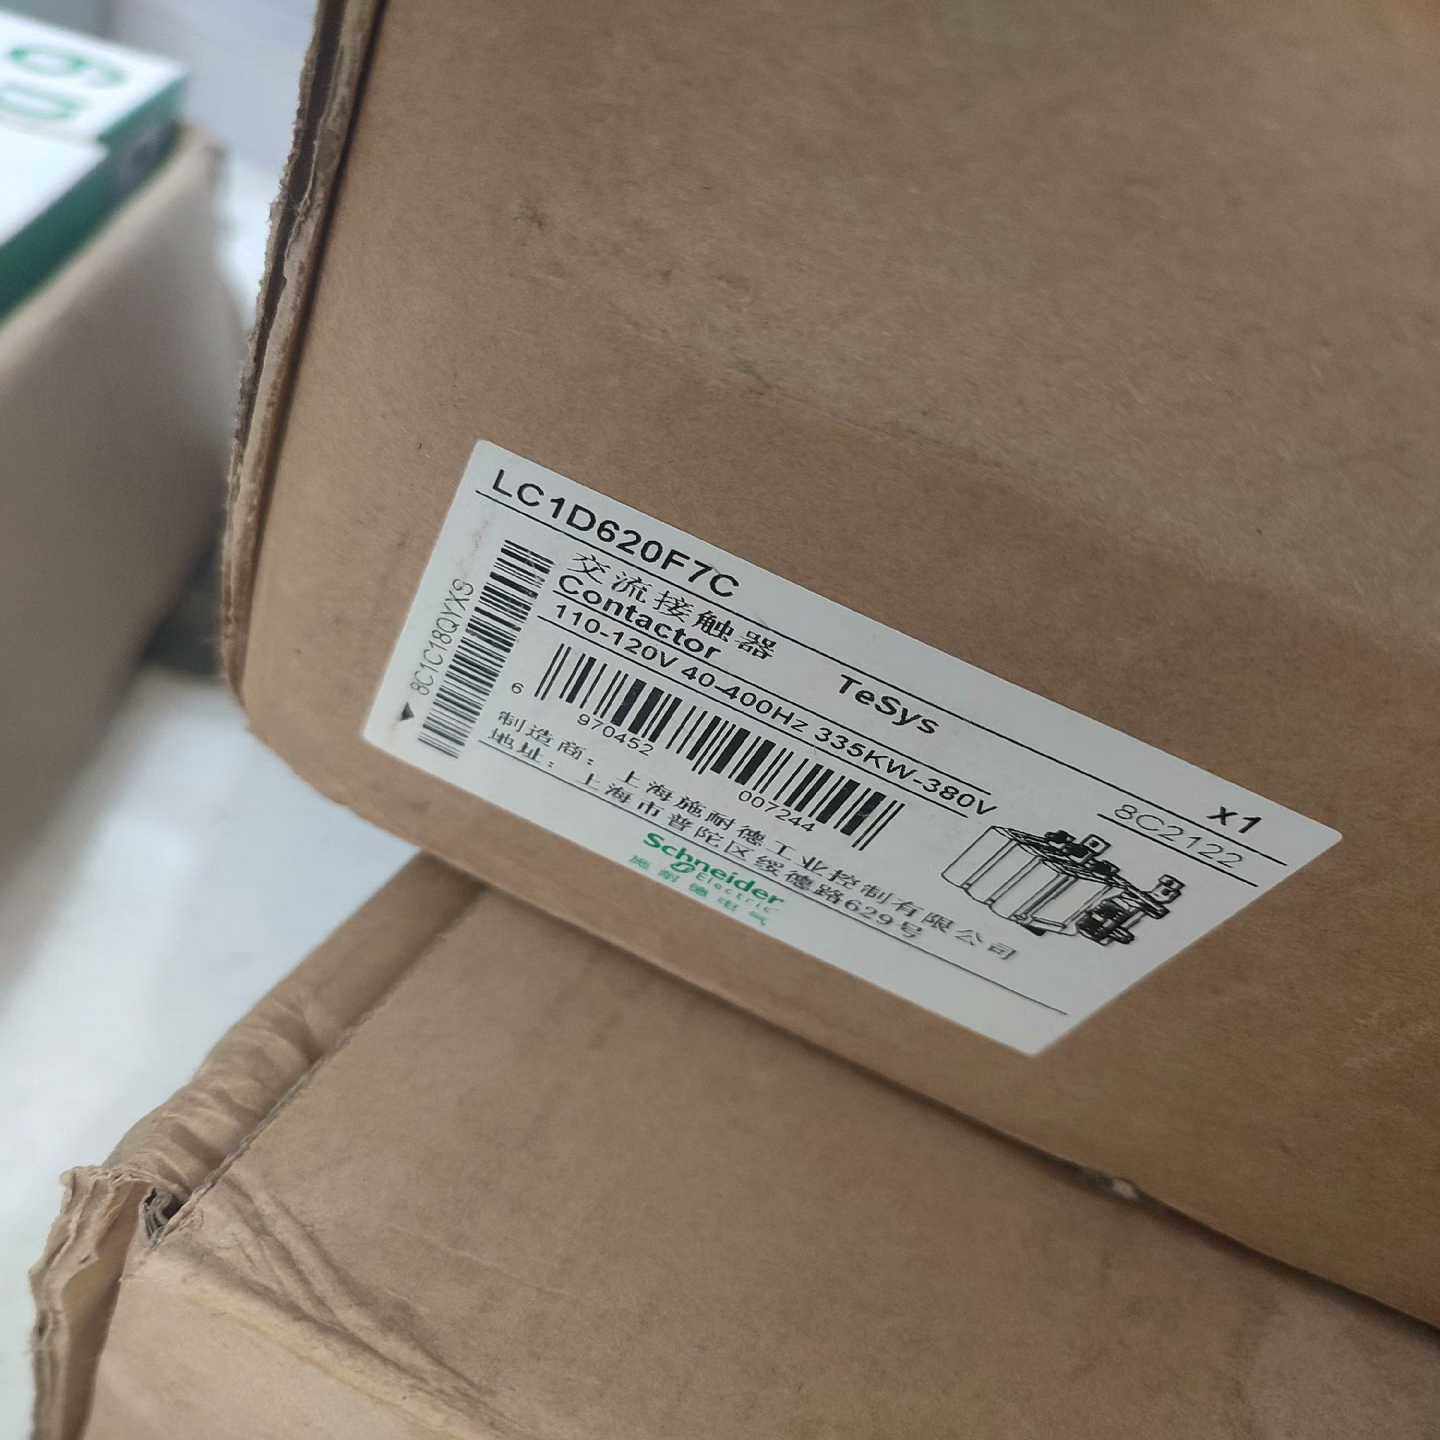 LC1D620F7C
交流接触器
Contactor
TeSys
x1
110-120V 40-400Hz 335KW-380V
8C2122
8C1C18QYX9
6 970452 007244
制造商：上海施耐德工业控制有限公司
地址：上海市普陀区绥德路629号
Schneider
Electric
施耐德电气